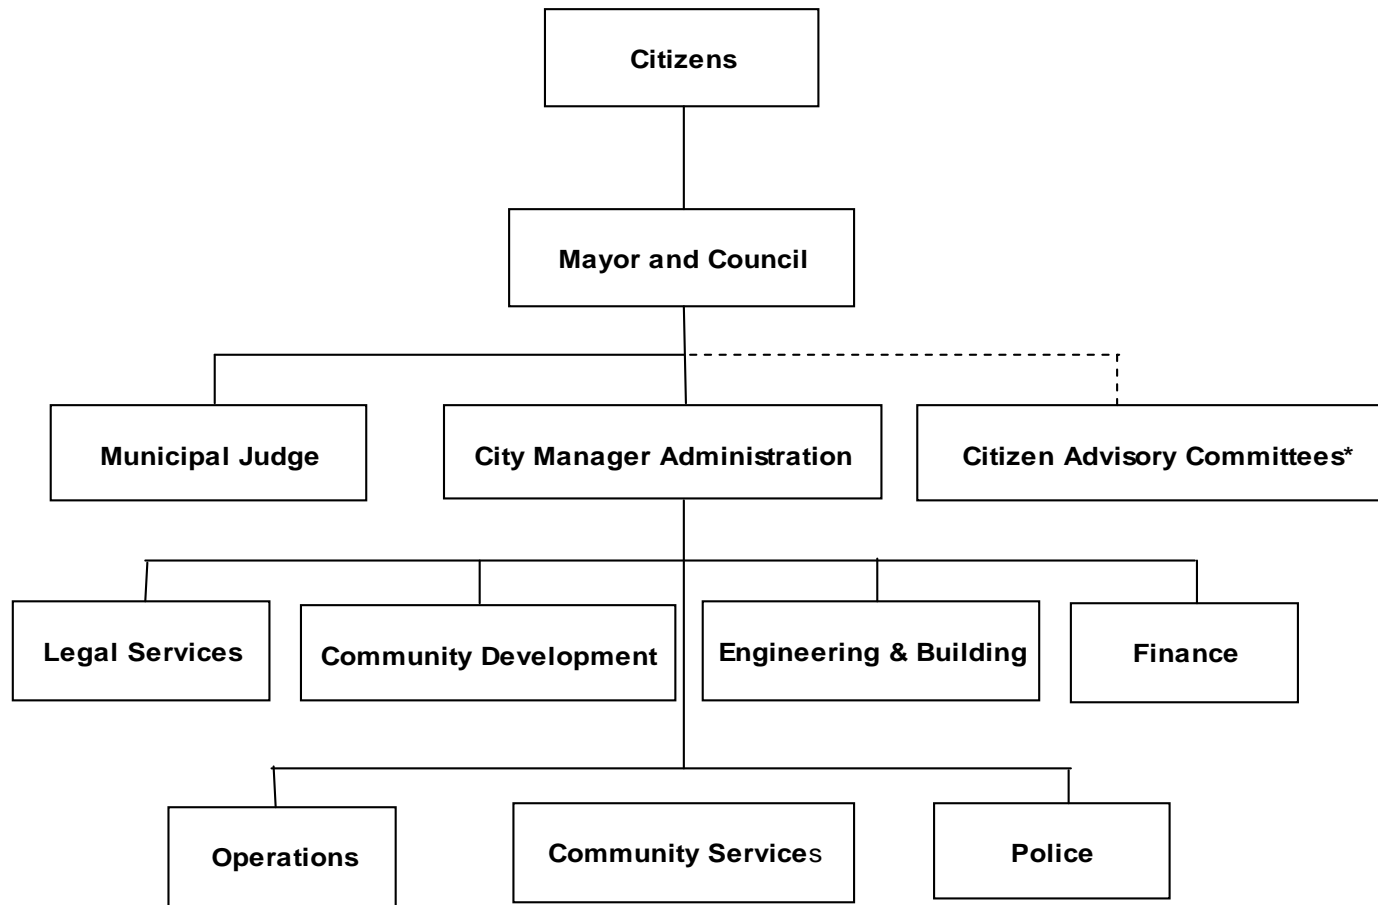 Citizens
Mayor and Council
Municipal Judge
City Manager Administration
Citizen Advisory Committees*
Legal Services
Community Development
Engineering & Building
Finance
Operations
Community Services
Police